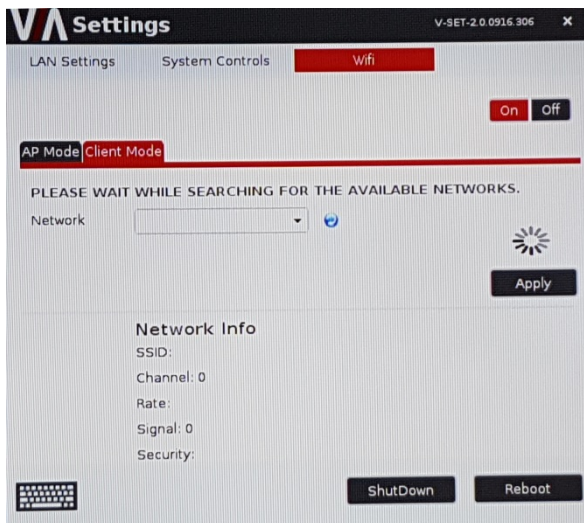 VIA Settings
V-SET-2.0.0916.306 X
LAN Settings System Controls Wifi
On Off
AP Mode Client Mode
PLEASE WAIT WHILE SEARCHING FOR THE AVAILABLE NETWORKS.
Network
Apply
Network Info
SSID:
Channel: 0
Rate:
Signal: 0
Security:
ShutDown Reboot